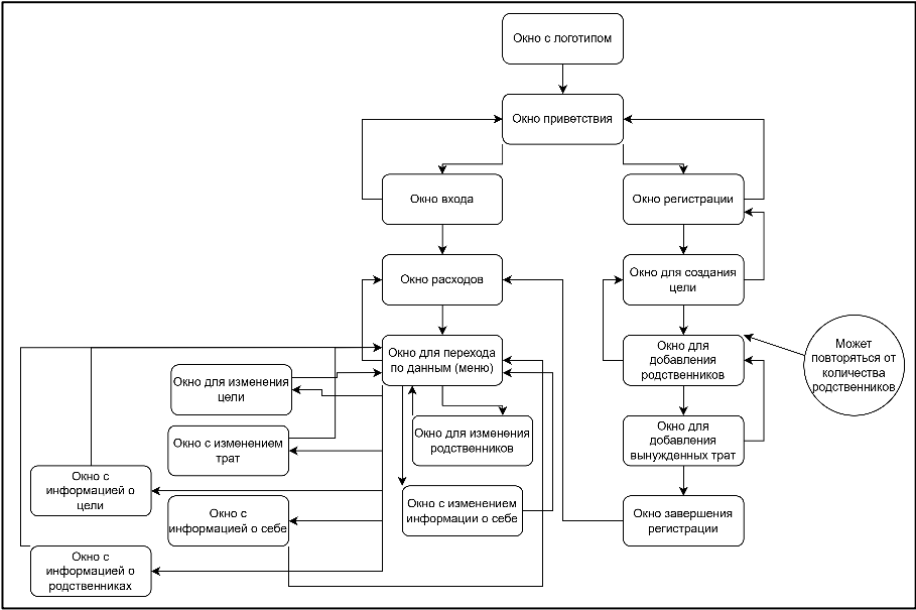 Окно с логотипом
Окно приветствия
Окно входа
Окно регистрации
Окно расходов
Окно для создания
цели
Окно для перехода
по данным (меню)
Окно для
добавления
родственников
Может
повторяться от
количества
родственников
Окно для изменения
цели
Окно для изменения
родственников
Окно с изменением
трат
Окно для
добавления
вынужденных трат
Окно с
информацией о
цели
Окно с
информацией о себе
Окно с изменением
информации о себе
Окно завершения
регистрации
Окно с
информацией о
родственниках